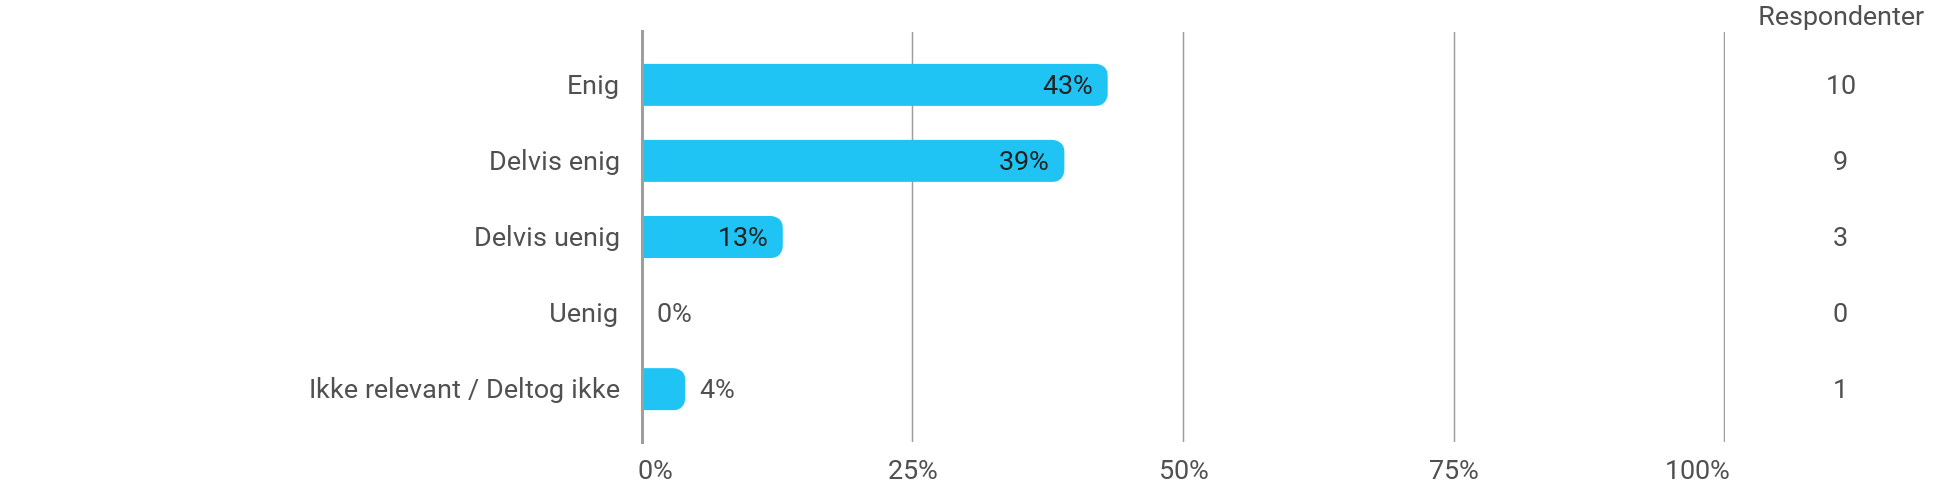 Respondenter
Enig 43% 10
Delvis enig 39% 9
Delvis uenig 13% 3
Uenig 0% 0
Ikke relevant / Deltog ikke 4% 1
0% 25% 50% 75% 100%